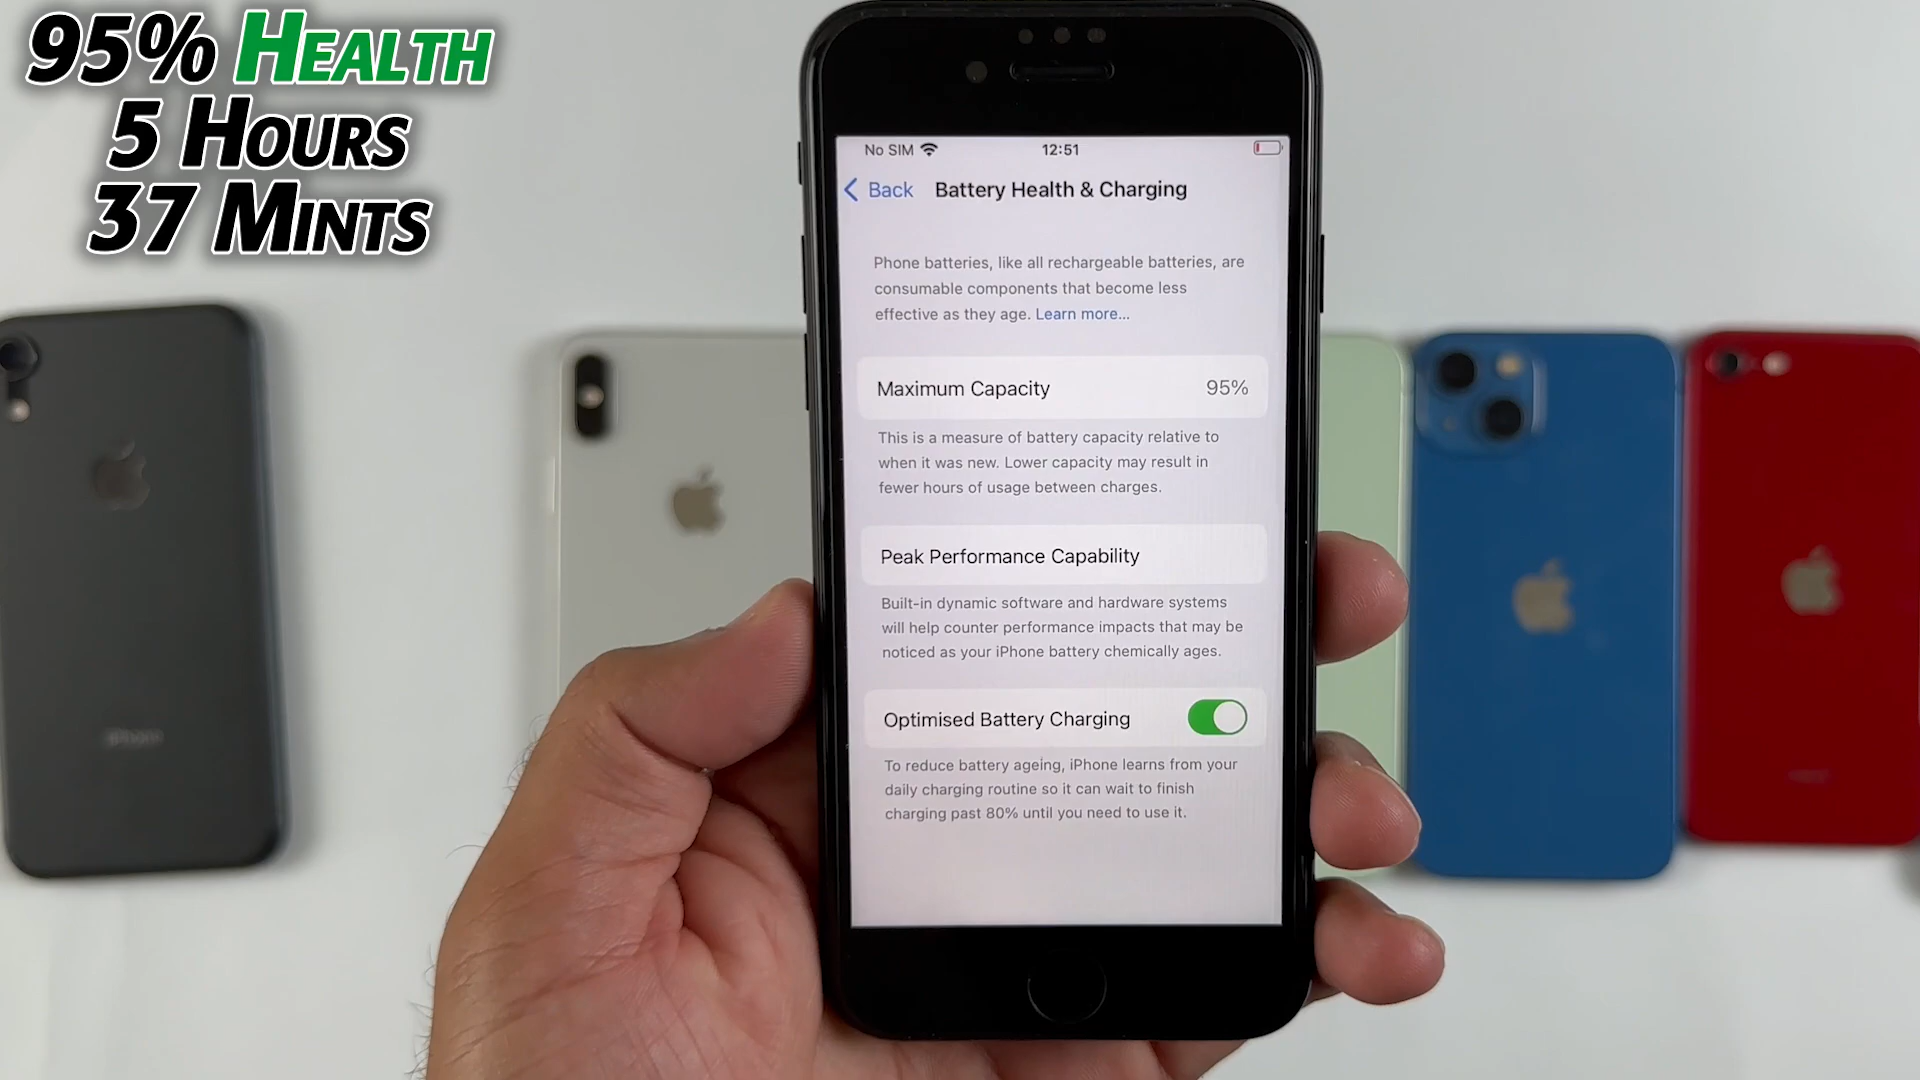 95% HEALTH
5 HOURS
37 MINTS
No SIM 12:51
Back Battery Health & Charging
Phone batteries, like all rechargeable batteries, are
consumable components that become less
effective as they age. Learn more...
Maximum Capacity 95%
This is a measure of battery capacity relative to
when it was new. Lower capacity may result in
fewer hours of usage between charges.
Peak Performance Capability
Built-in dynamic software and hardware systems
will help counter performance impacts that may be
noticed as your iPhone battery chemically ages.
Optimised Battery Charging
To reduce battery ageing, iPhone learns from your
daily charging routine so it can wait to finish
charging past 80% until you need to use it.
iPhone